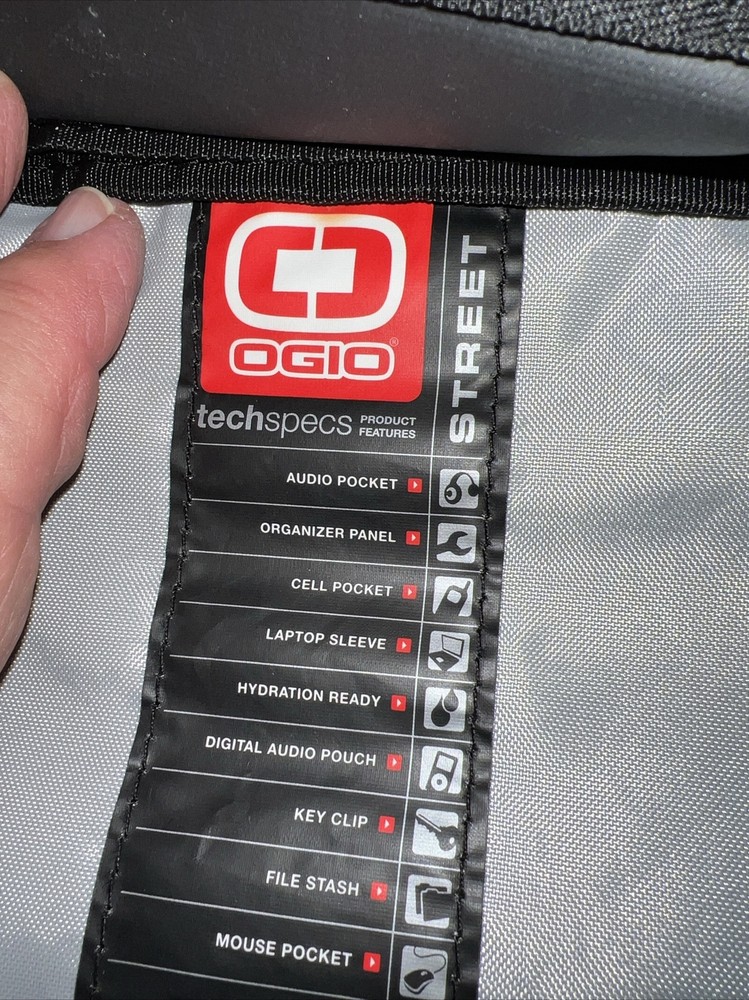 OGIO®
STREET
techspecs PRODUCT
FEATURES
AUDIO POCKET
ORGANIZER PANEL
CELL POCKET
LAPTOP SLEEVE
HYDRATION READY
DIGITAL AUDIO POUCH
KEY CLIP
FILE STASH
MOUSE POCKET